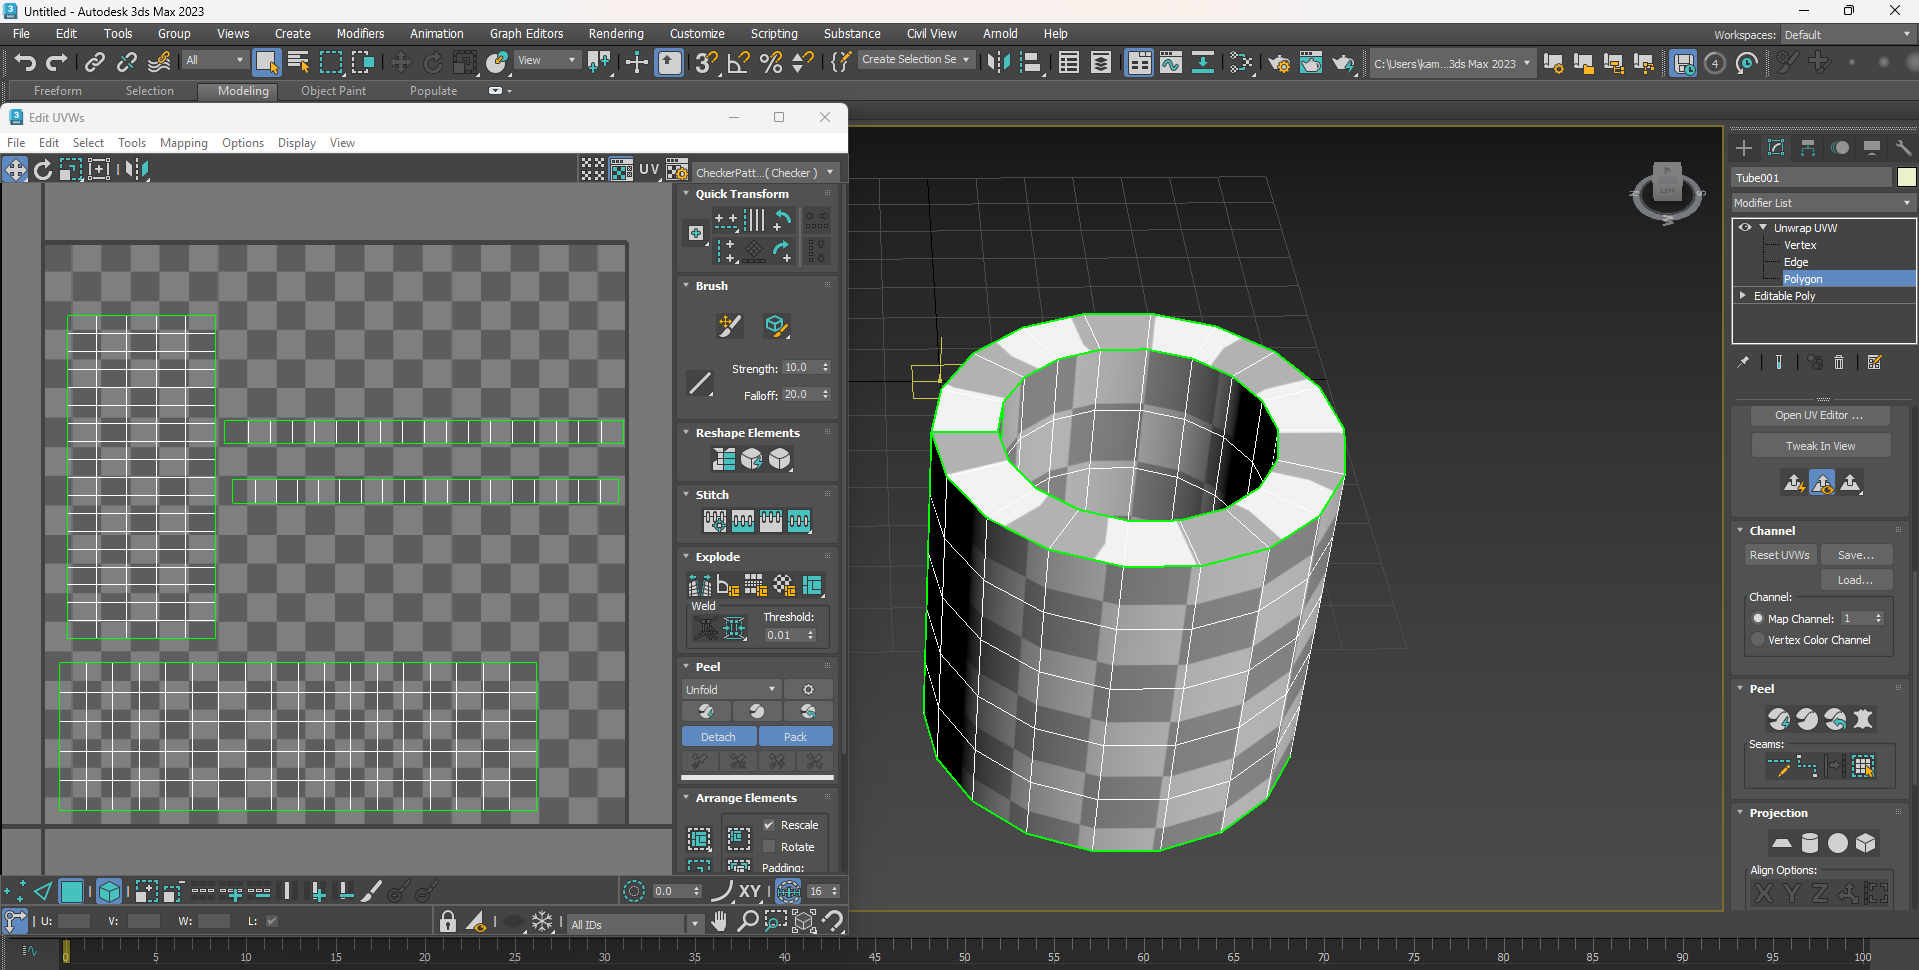 Untitled - Autodesk 3ds Max 2023
File Edit Tools Group Views Create Modifiers Animation Graph Editors Rendering Customize Scripting Substance Civil View Arnold Help
Workspaces: Default
All View Create Selection Se C:\Users\kam...3ds Max 2023
Freeform Selection Modeling Object Paint Populate
Edit UVWs
File Edit Select Tools Mapping Options Display View
UV CheckerPatt...( Checker )
Quick Transform
Brush
Strength: 10.0
Falloff: 20.0
Reshape Elements
Stitch
Explode
Weld
Threshold:
0.01
Peel
Unfold
Detach Pack
Arrange Elements
Rescale
Rotate
Padding:
0.0 XY 16
U: V: W: L: All IDs
Tube001
Modifier List
Unwrap UVW
Vertex
Edge
Polygon
Editable Poly
Open UV Editor ...
Tweak In View
Channel
Reset UVWs Save...
Load...
Channel:
Map Channel: 1
Vertex Color Channel
Peel
Seams:
Projection
Align Options:
X Y Z
0 5 10 15 20 25 30 35 40 45 50 55 60 65 70 75 80 85 90 95 100